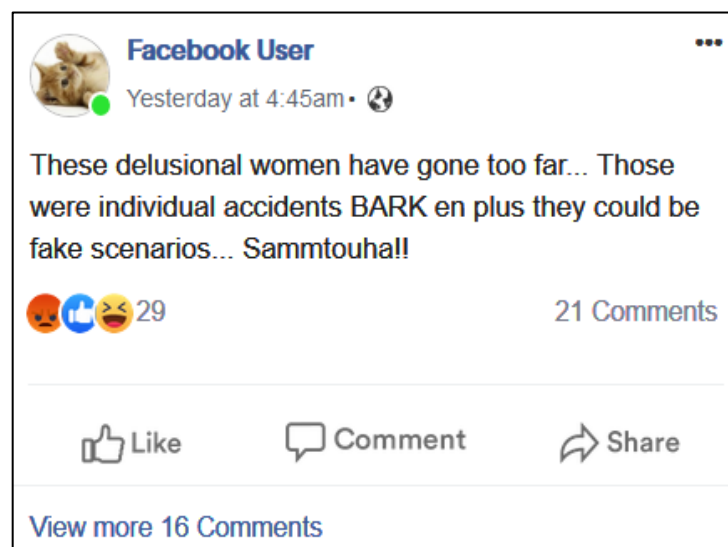 Facebook User
Yesterday at 4:45am •
These delusional women have gone too far... Those
were individual accidents BARK en plus they could be
fake scenarios... Sammtouha!!
29 21 Comments
Like Comment Share
View more 16 Comments